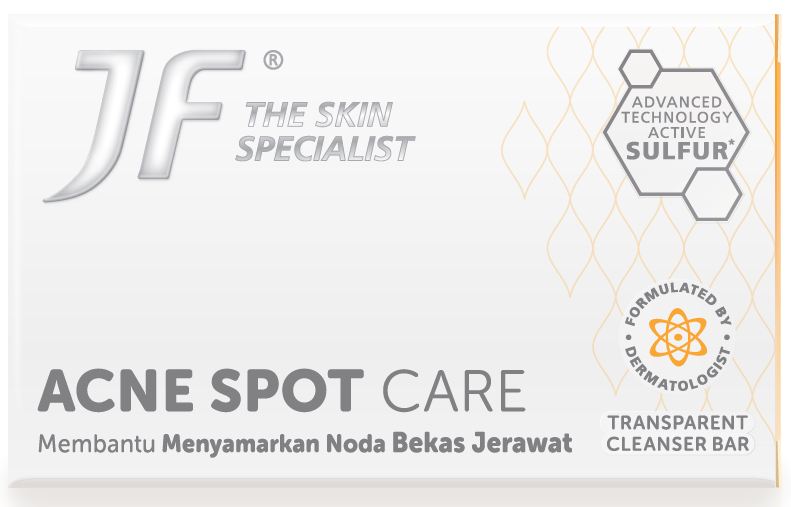 JF®
THE SKIN
SPECIALIST
ADVANCED
TECHNOLOGY
ACTIVE
SULFUR*
FORMULATED BY
DERMATOLOGIST
ACNE SPOT CARE
Membantu Menyamarkan Noda Bekas Jerawat
TRANSPARENT
CLEANSER BAR